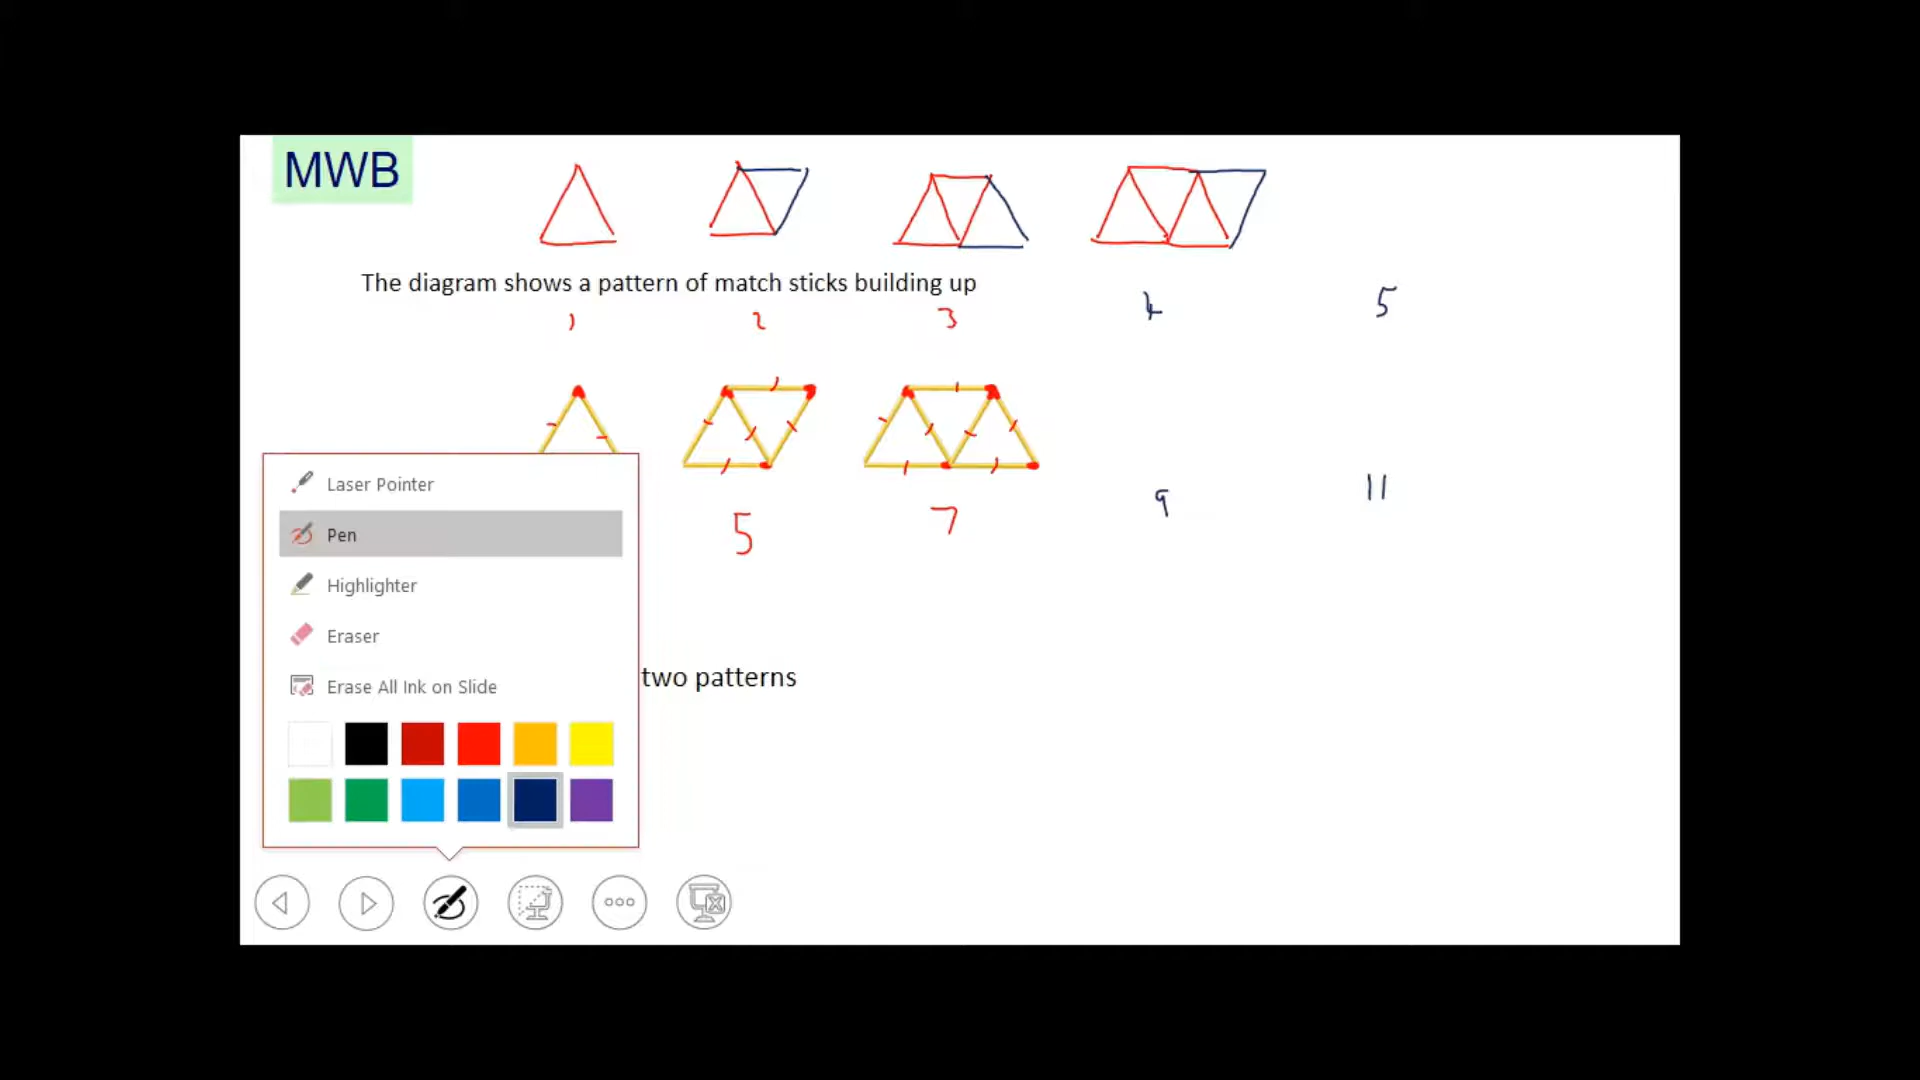 MWB
The diagram shows a pattern of match sticks building up
1 2 3 4 5
5 7 9 11
Laser Pointer
Pen
Highlighter
Eraser
Erase All Ink on Slide
two patterns